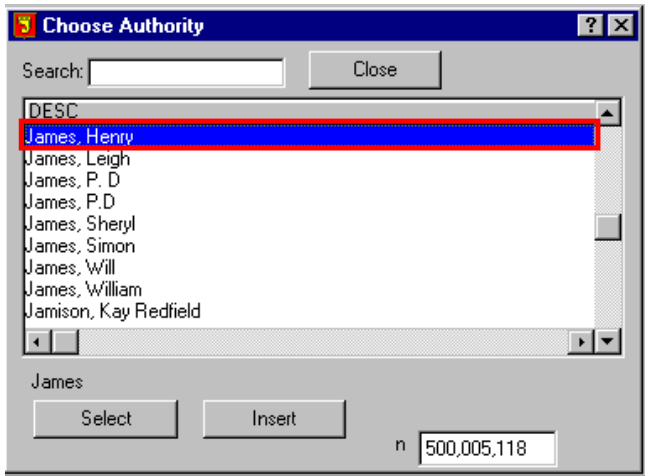 Choose Authority
Search: Close
DESC
James, Henry
James, Leigh
James, P. D
James, P.D
James, Sheryl
James, Simon
James, Will
James, William
Jamison, Kay Redfield
James
Select Insert
n 500,005,118